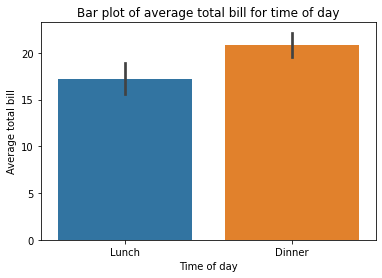 Bar plot of average total bill for time of day
Average total bill
20
15
10
5
0
Lunch Dinner
Time of day